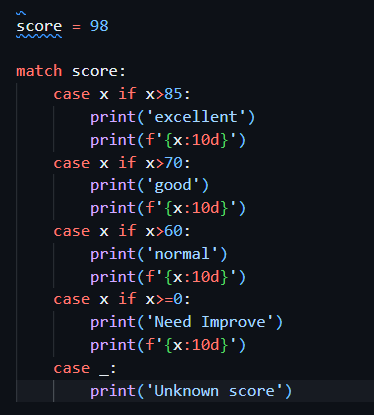 score = 98
match score:
    case x if x>85:
        print('excellent')
        print(f'{x:10d}')
    case x if x>70:
        print('good')
        print(f'{x:10d}')
    case x if x>60:
        print('normal')
        print(f'{x:10d}')
    case x if x>=0:
        print('Need Improve')
        print(f'{x:10d}')
    case _:
        print('Unknown score')